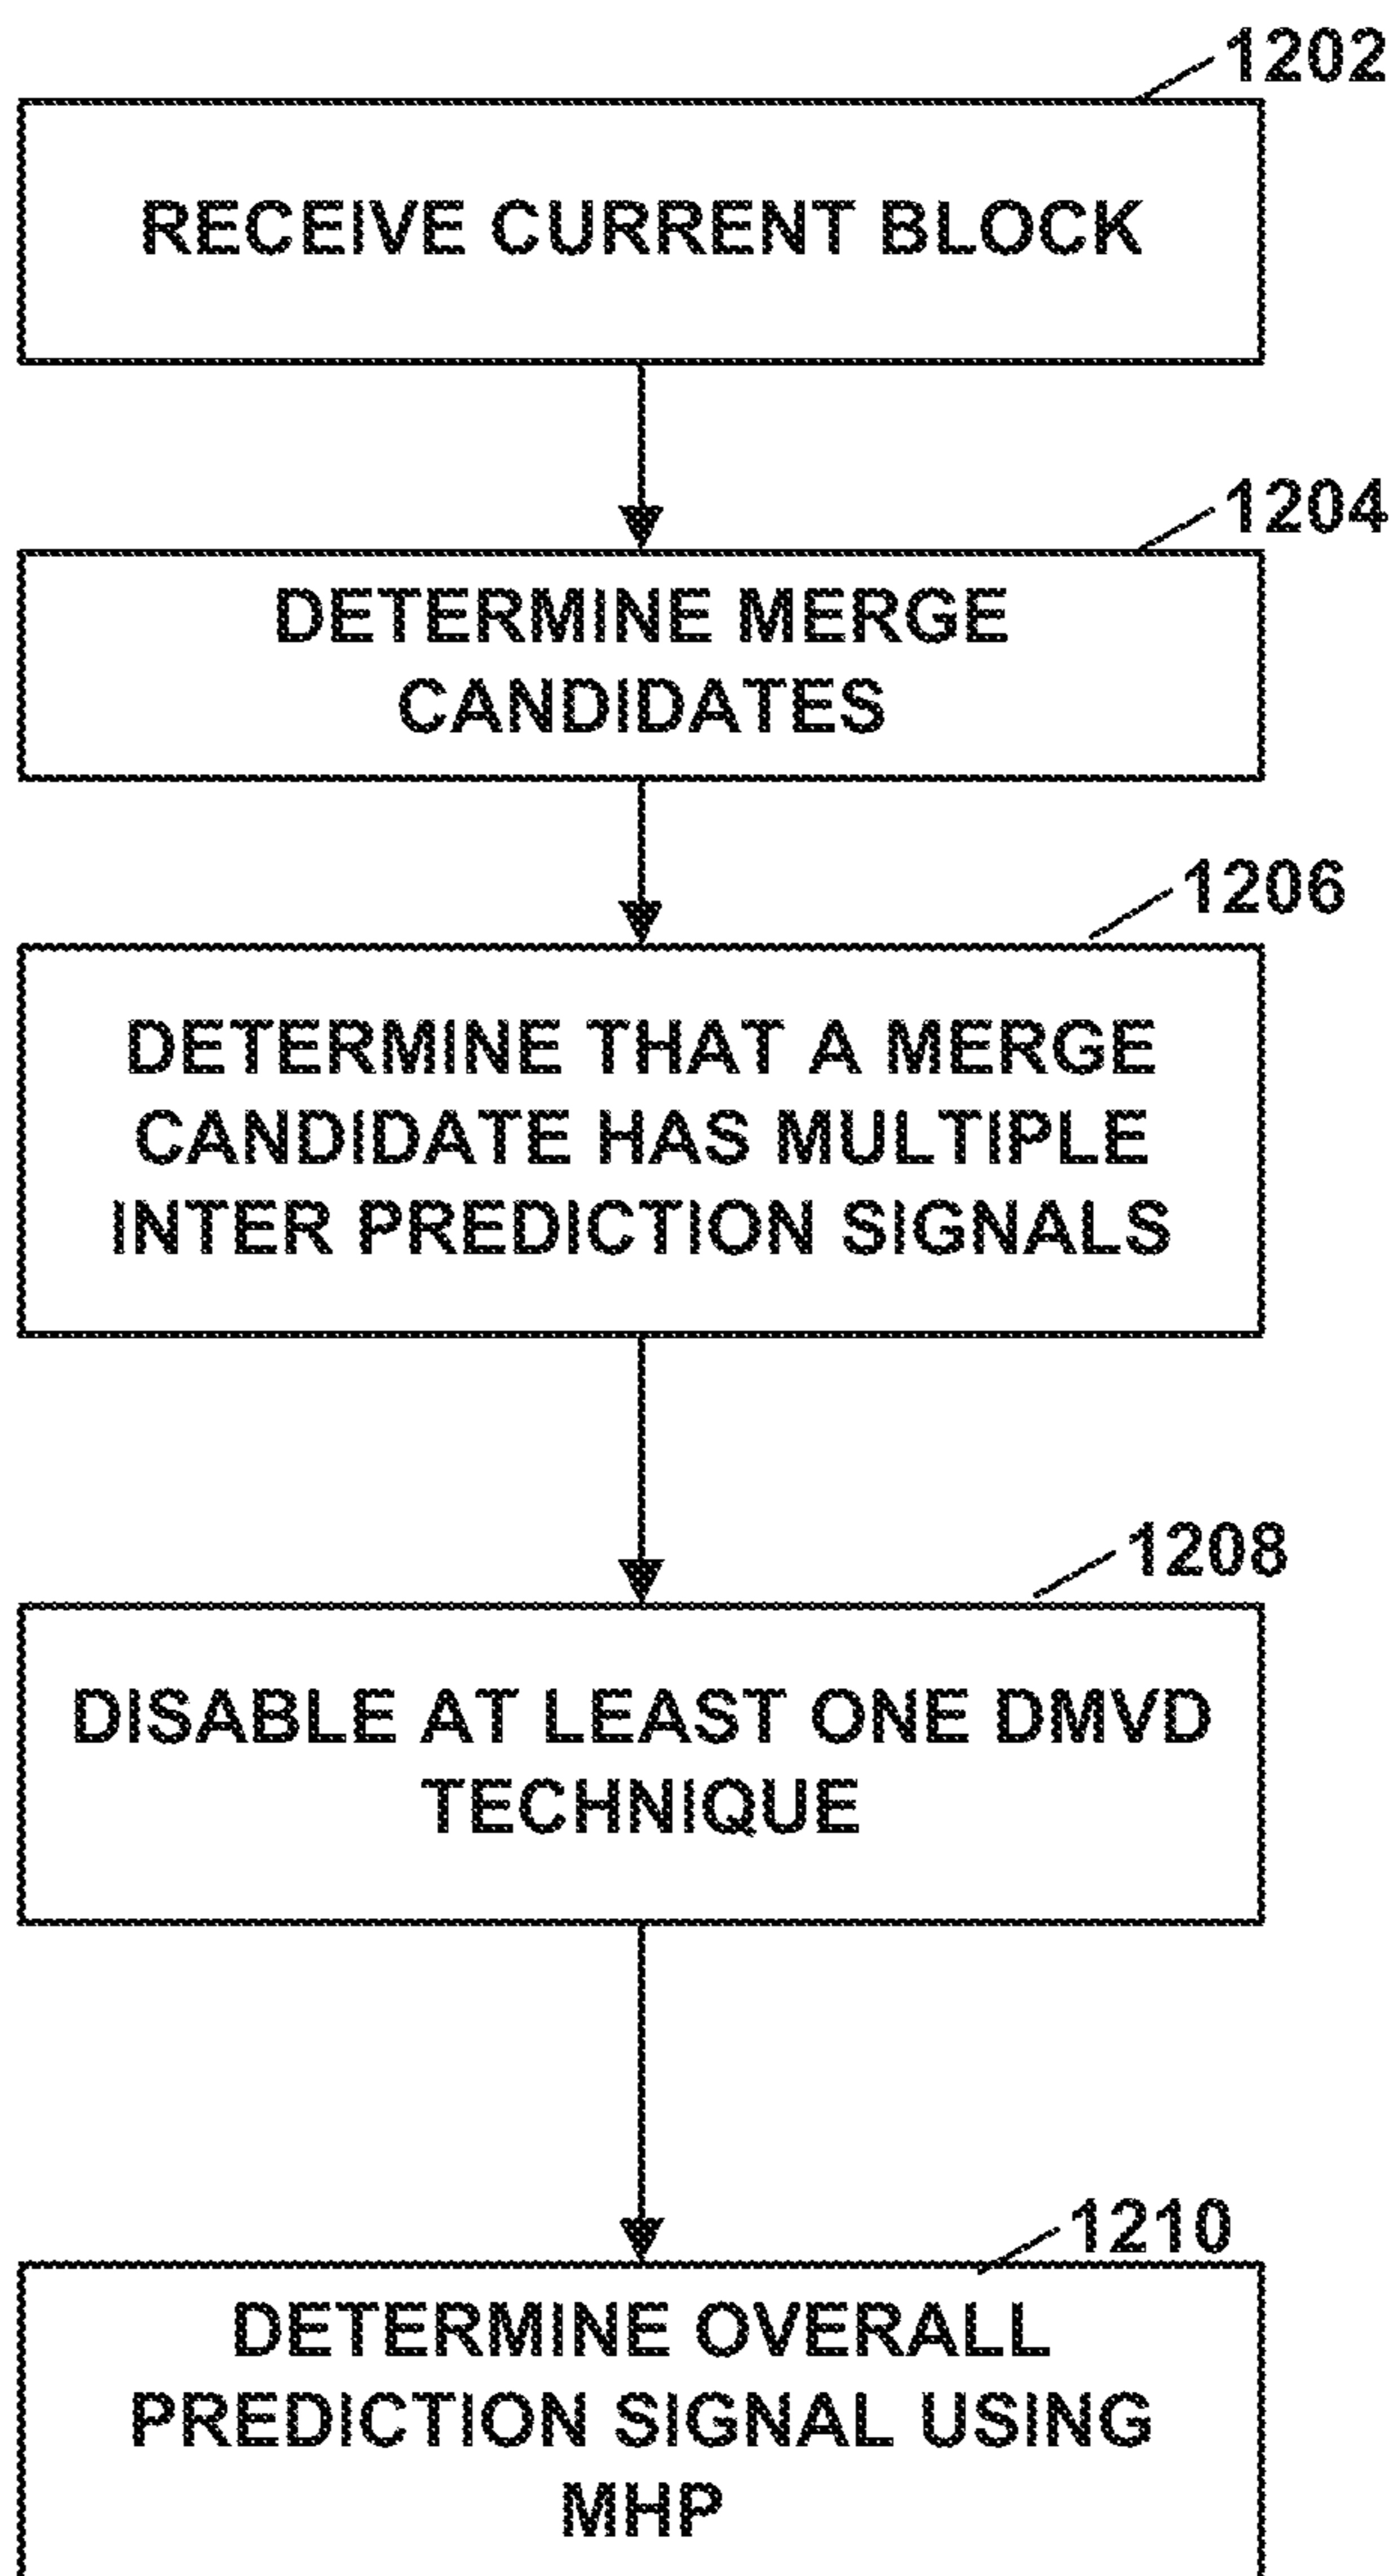 1202
RECEIVE CURRENT BLOCK
1204
DETERMINE MERGE
CANDIDATES
1206
DETERMINE THAT A MERGE
CANDIDATE HAS MULTIPLE
INTER PREDICTION SIGNALS
1208
DISABLE AT LEAST ONE DMVD
TECHNIQUE
1210
DETERMINE OVERALL
PREDICTION SIGNAL USING
MHP